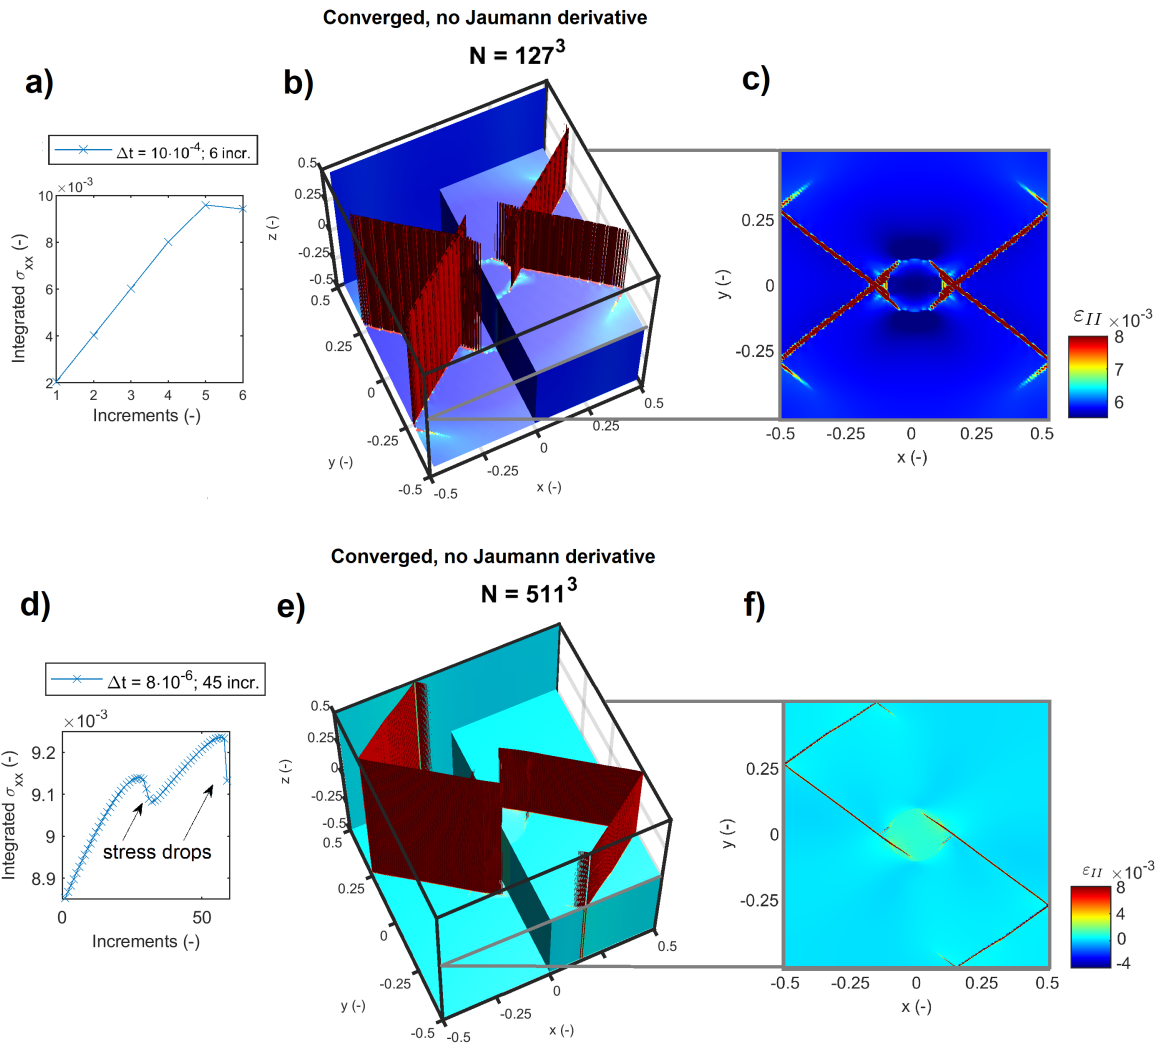 Converged, no Jaumann derivative
N = 127³
a)
b)
c)
Δt = 10·10⁻⁴; 6 incr.
×10⁻³
10
8
6
4
2
1 2 3 4 5 6
Integrated σxx (-)
Increments (-)
0.5
0.25
0
-0.25
-0.5
z (-)
0.5
0.25
0
-0.25
-0.5
y (-)
-0.5
-0.25
0
0.25
0.5
x (-)
0.25
0
-0.25
y (-)
-0.5 -0.25 0 0.25 0.5
x (-)
εII ×10⁻³
8
7
6
Converged, no Jaumann derivative
N = 511³
d)
e)
f)
Δt = 8·10⁻⁶; 45 incr.
×10⁻³
9.2
9.1
9
8.9
0 50
stress drops
Integrated σxx (-)
Increments (-)
0.5
0.25
0
-0.25
-0.5
z (-)
0.5
0.25
0
-0.25
-0.5
y (-)
-0.5
-0.25
0
0.25
0.5
x (-)
0.25
0
-0.25
y (-)
-0.5 -0.25 0 0.25 0.5
x (-)
εII ×10⁻³
8
4
0
-4